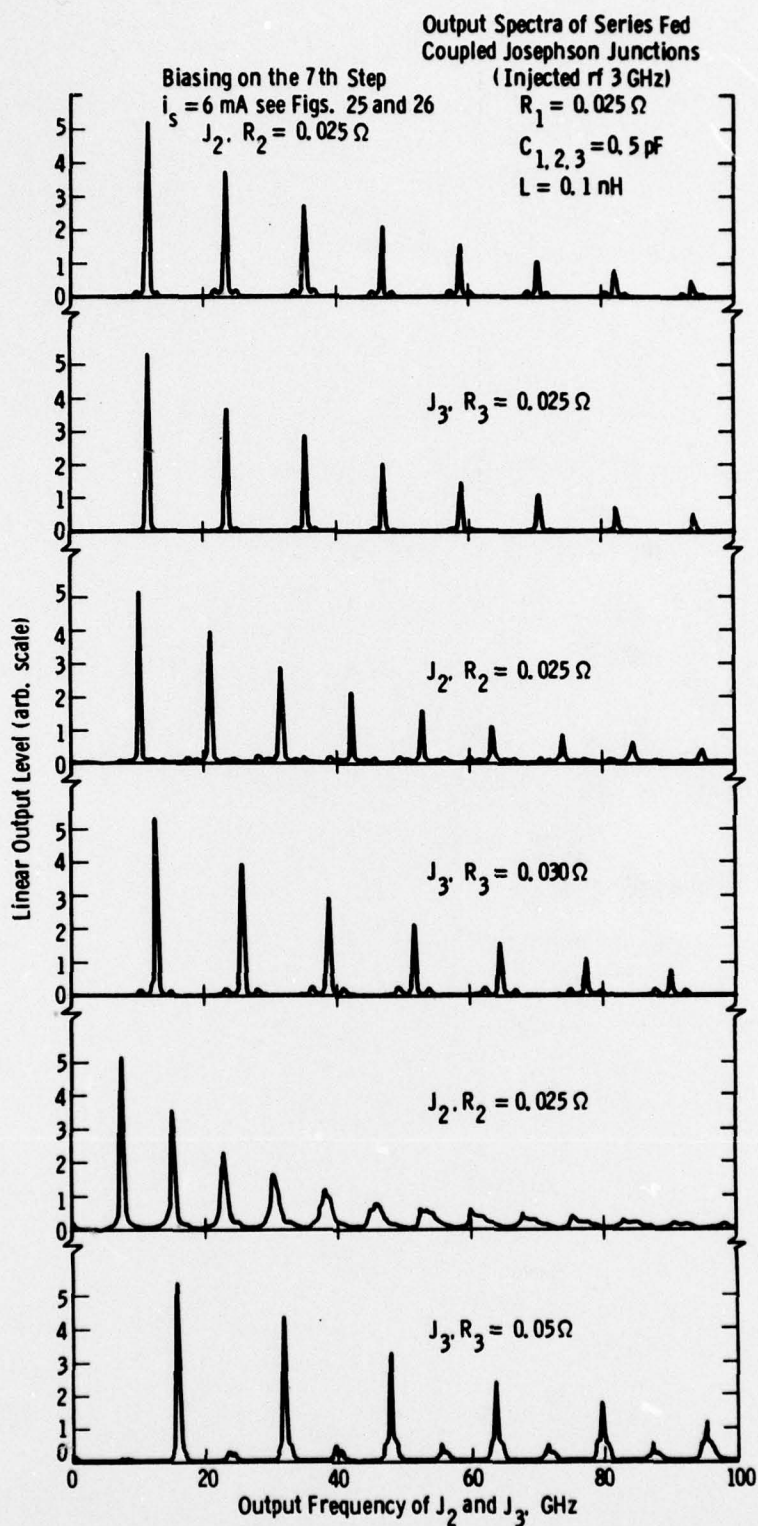 Output Spectra of Series Fed
Coupled Josephson Junctions
(Injected rf 3 GHz)
Biasing on the 7th Step
i_s = 6 mA see Figs. 25 and 26
J_2. R_2 = 0.025 Ω
R_1 = 0.025 Ω
C_1,2,3 = 0.5 pF
L = 0.1 nH
5
4
3
2
1
0
J_3. R_3 = 0.025 Ω
5
4
3
2
1
0
J_2. R_2 = 0.025 Ω
5
4
3
2
1
0
J_3. R_3 = 0.030 Ω
5
4
3
2
1
0
J_2. R_2 = 0.025 Ω
5
4
3
2
1
0
J_3. R_3 = 0.05 Ω
5
4
3
2
1
0
Linear Output Level (arb. scale)
0 20 40 60 80 100
Output Frequency of J_2 and J_3. GHz